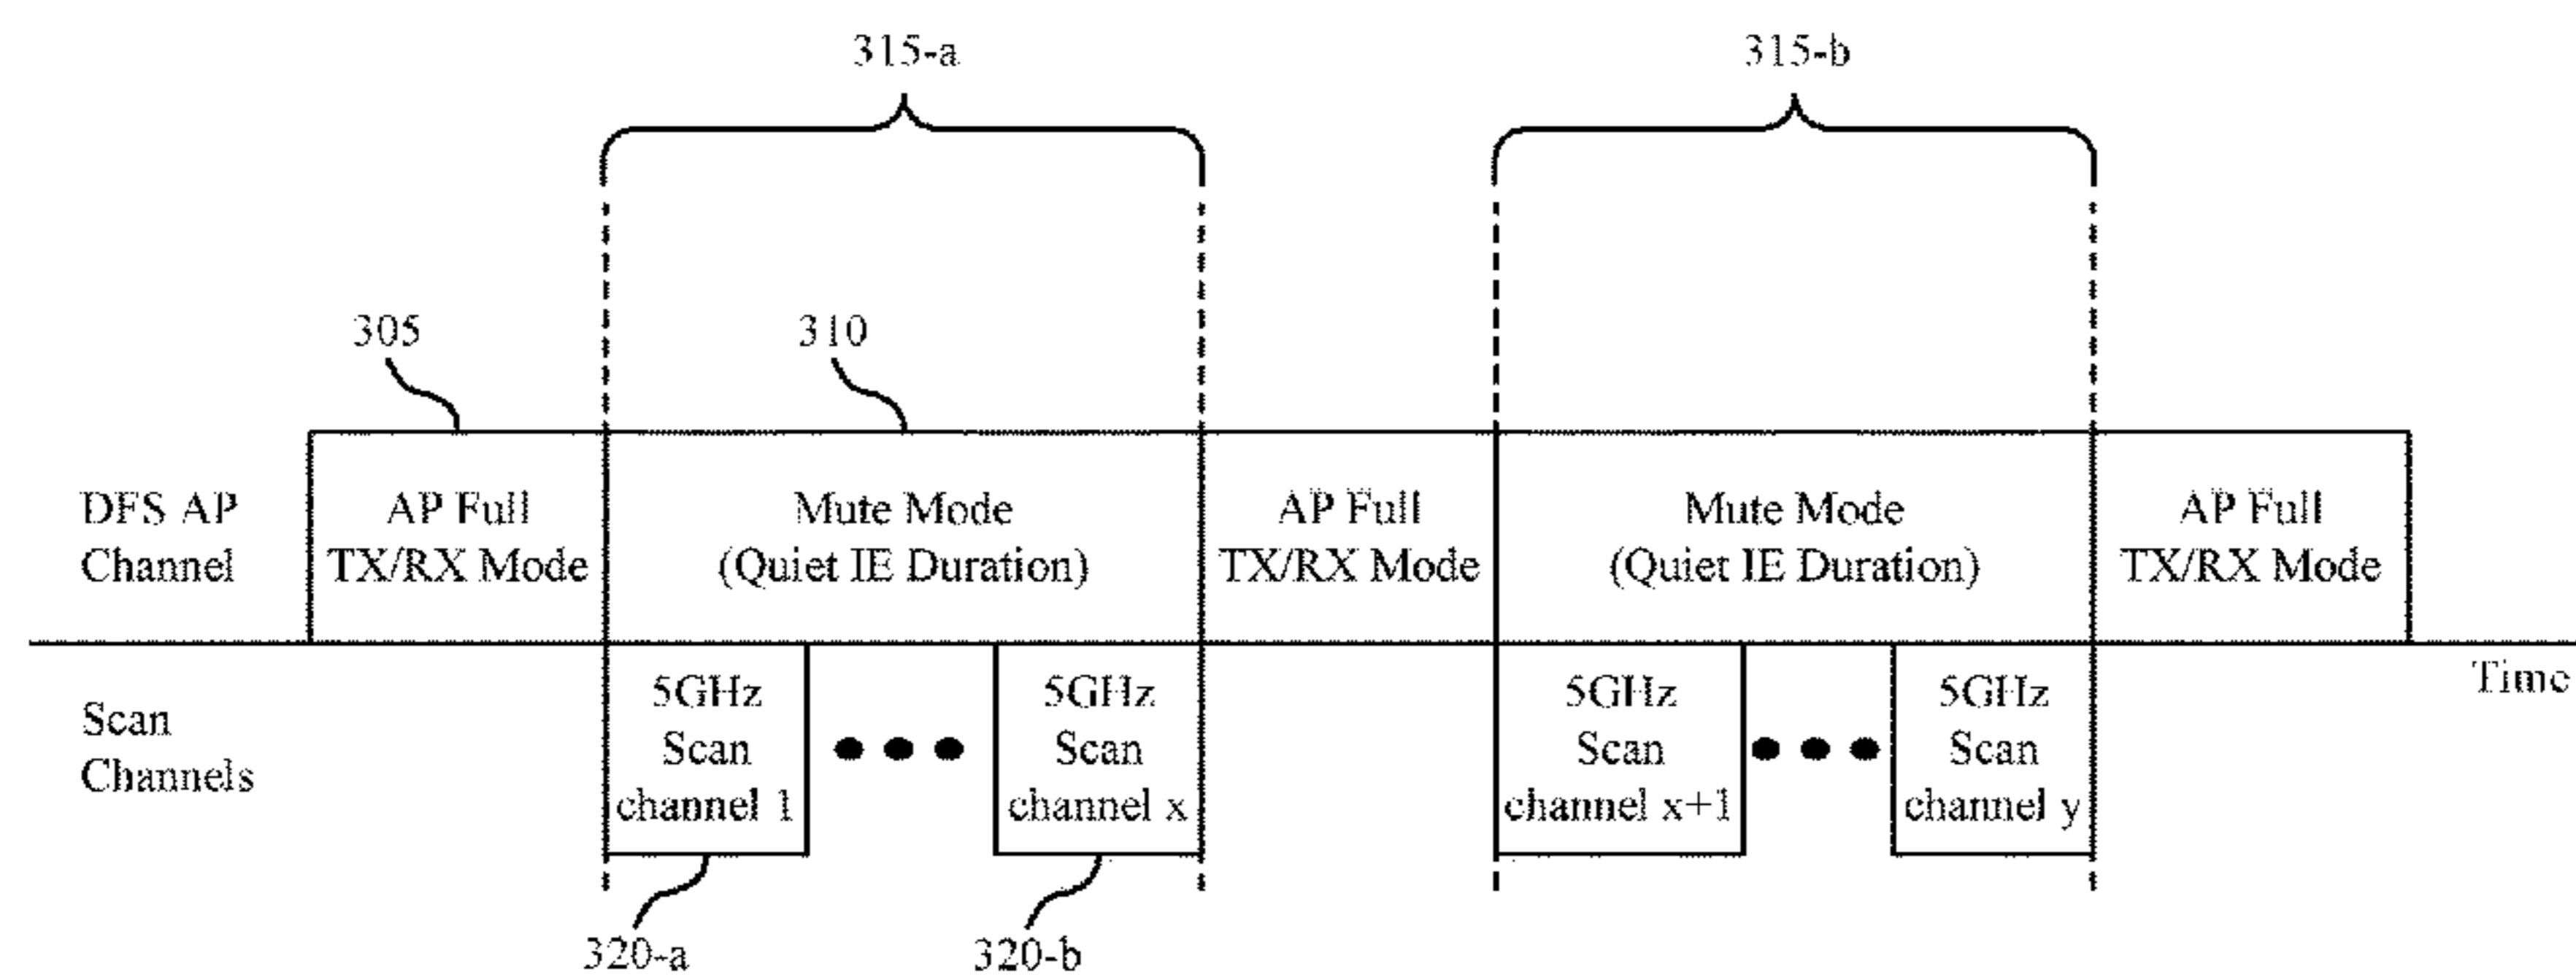 315-a
315-b
305
310
DFS AP
Channel
AP Full
TX/RX Mode
Mute Mode
(Quiet IE Duration)
AP Full
TX/RX Mode
Mute Mode
(Quiet IE Duration)
AP Full
TX/RX Mode
Time
Scan
Channels
5GHz
Scan
channel 1
5GHz
Scan
channel x
5GHz
Scan
channel x+1
5GHz
Scan
channel y
320-a
320-b